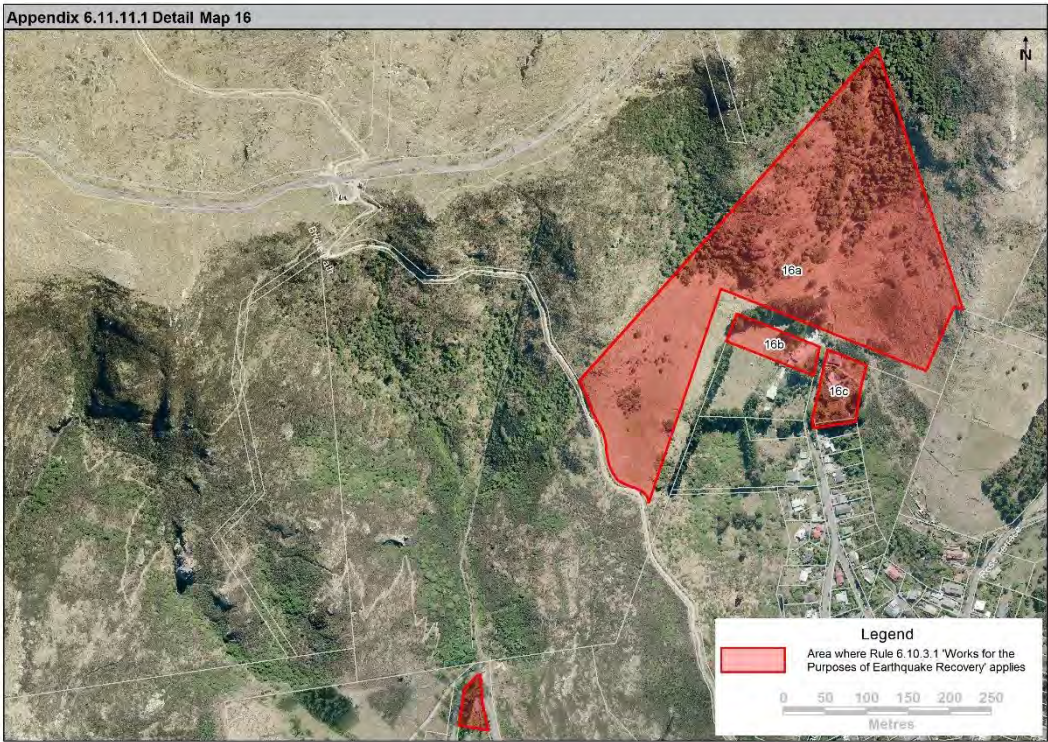 Appendix 6.11.11.1 Detail Map 16
N
16a
16b
16c
Legend
Area where Rule 6.10.3.1 'Works for the
Purposes of Earthquake Recovery' applies
0 50 100 150 200 250
Metres